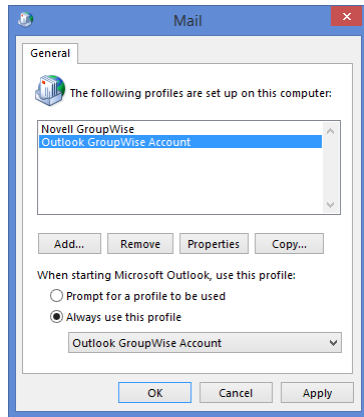 Mail
General
The following profiles are set up on this computer:
Novell GroupWise
Outlook GroupWise Account
Add... Remove Properties Copy...
When starting Microsoft Outlook, use this profile:
Prompt for a profile to be used
Always use this profile
Outlook GroupWise Account
OK Cancel Apply